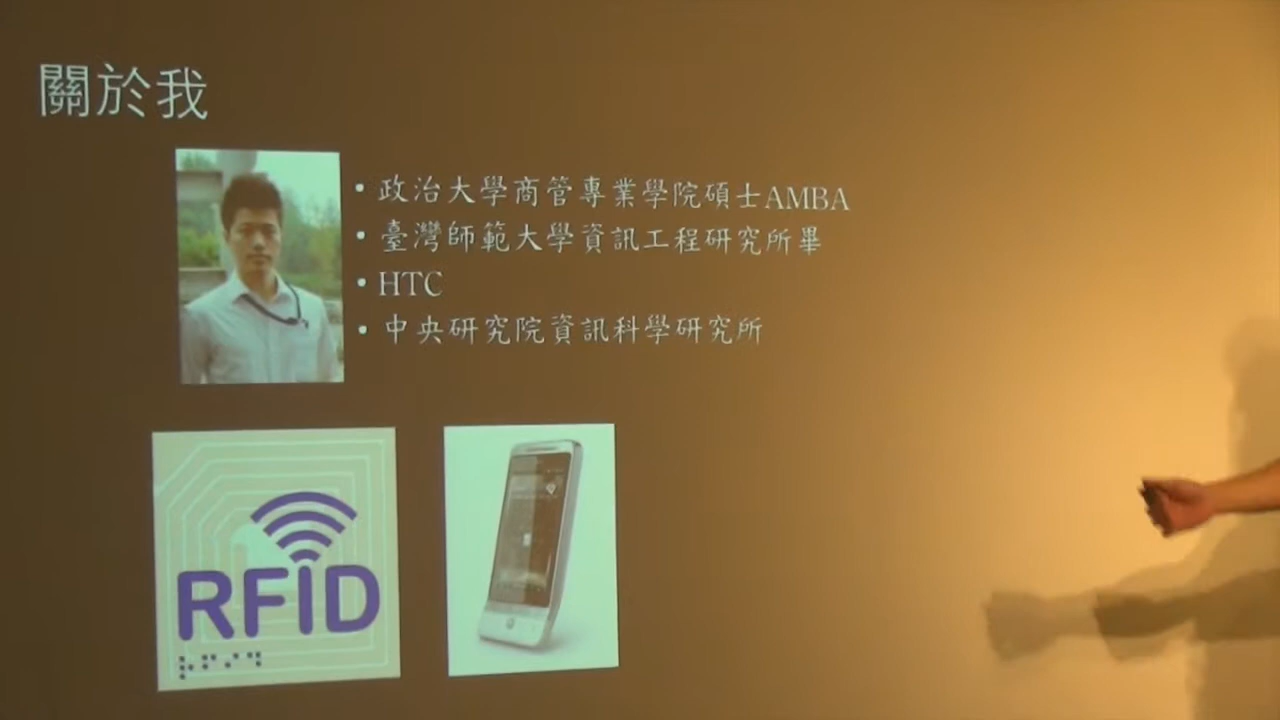 關於我
• 政治大學商管專業學院碩士AMBA
• 臺灣師範大學資訊工程研究所畢
• HTC
• 中央研究院資訊科學研究所
RFID